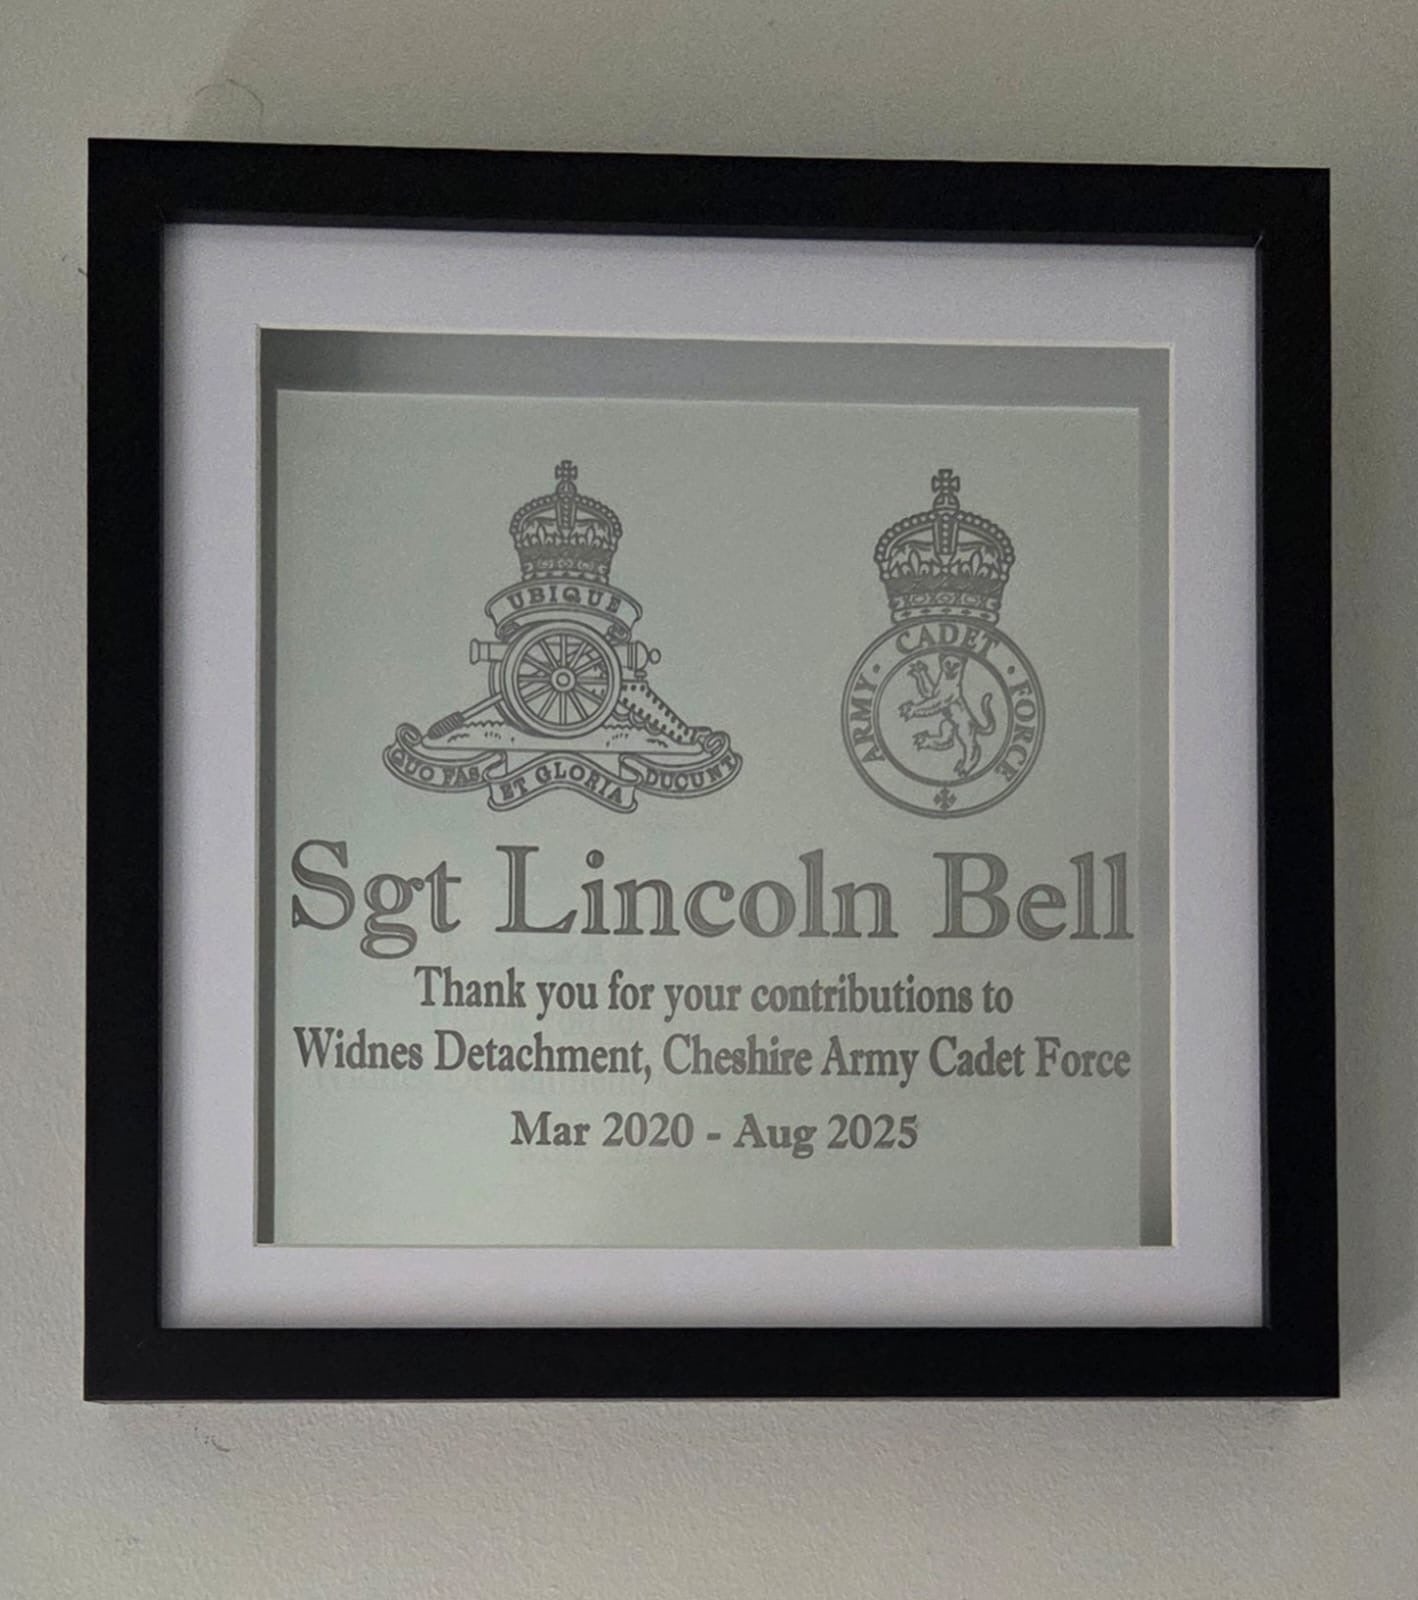 UBIQUE
QUO FAS ET GLORIA DUCUNT
ARMY · CADET · FORCE
Sgt Lincoln Bell
Thank you for your contributions to
Widnes Detachment, Cheshire Army Cadet Force
Mar 2020 - Aug 2025